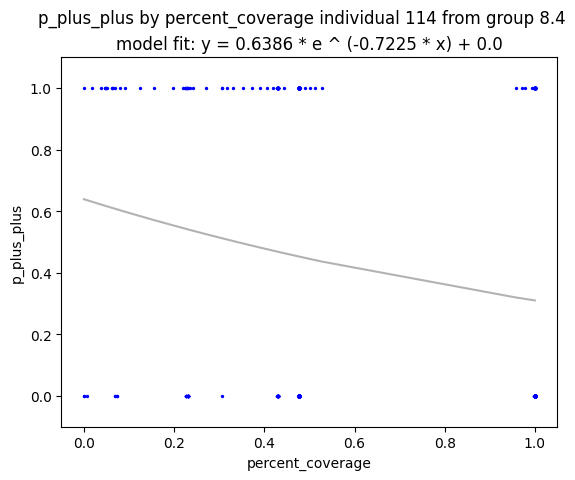 p_plus_plus by percent_coverage individual 114 from group 8.4
model fit: y = 0.6386 * e ^ (-0.7225 * x) + 0.0
1.0
0.8
0.6
0.4
0.2
0.0
p_plus_plus
0.0 0.2 0.4 0.6 0.8 1.0
percent_coverage